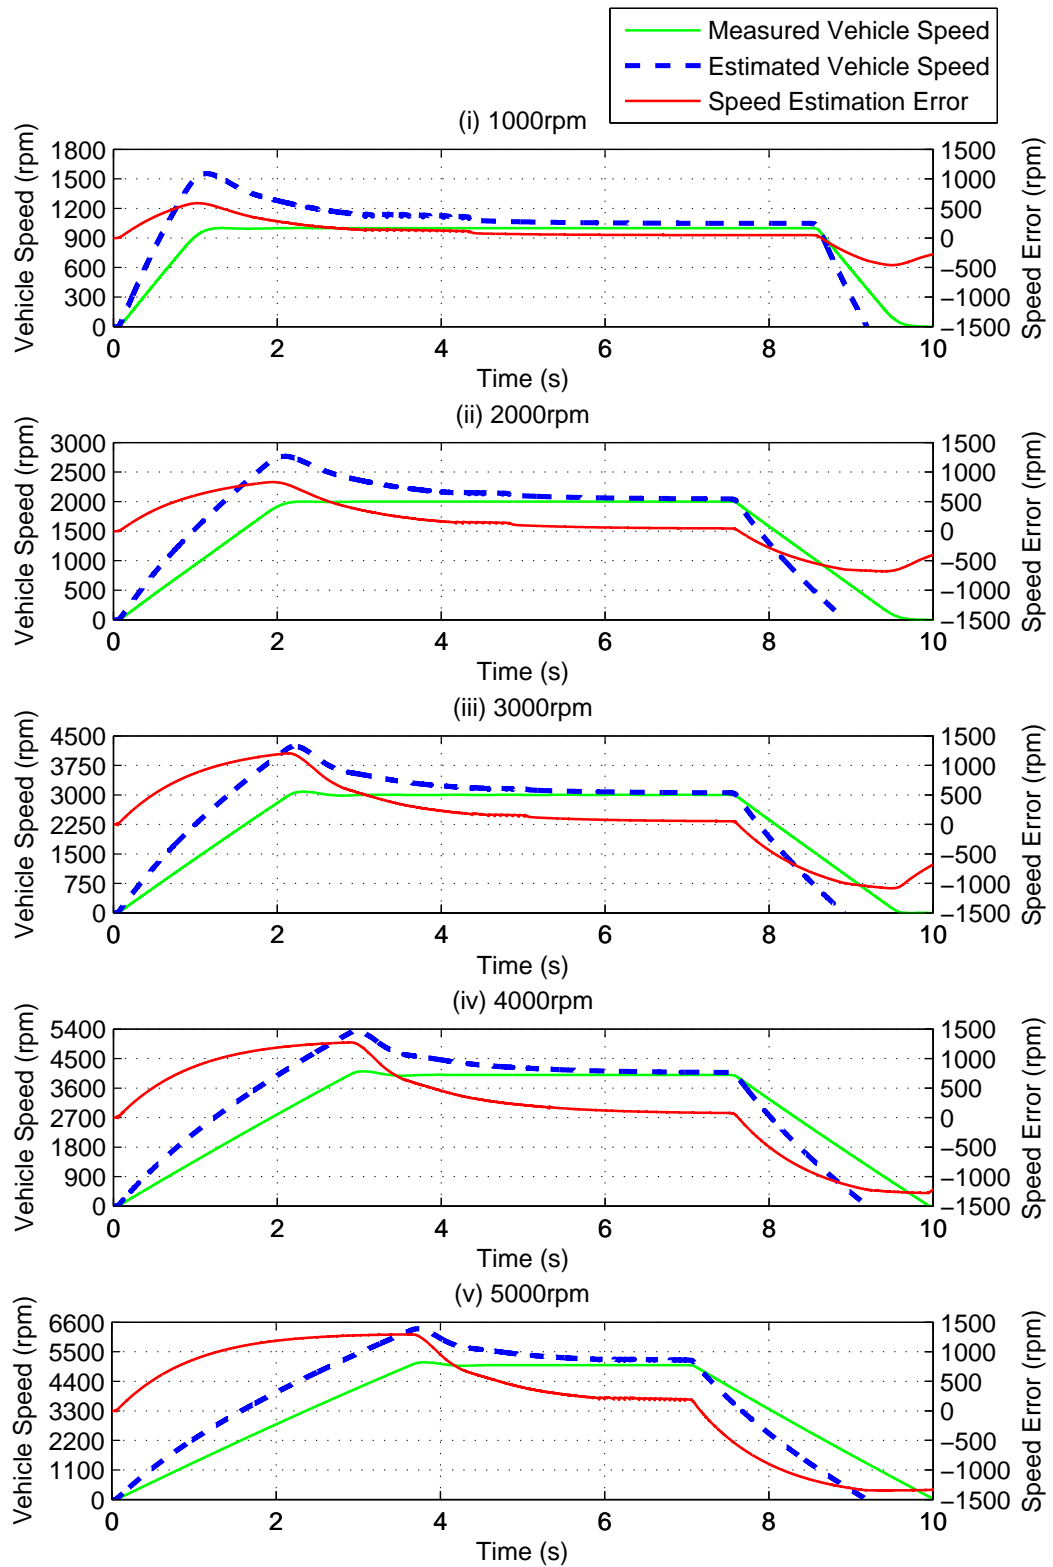 Measured Vehicle Speed
Estimated Vehicle Speed
Speed Estimation Error
(i) 1000rpm
Vehicle Speed (rpm)
1800
1500
1200
900
600
300
0
1500
1000
500
0
−500
−1000
−1500
Speed Error (rpm)
0 2 4 6 8 10
Time (s)
(ii) 2000rpm
Vehicle Speed (rpm)
3000
2500
2000
1500
1000
500
0
1500
1000
500
0
−500
−1000
−1500
Speed Error (rpm)
0 2 4 6 8 10
Time (s)
(iii) 3000rpm
Vehicle Speed (rpm)
4500
3750
3000
2250
1500
750
0
1500
1000
500
0
−500
−1000
−1500
Speed Error (rpm)
0 2 4 6 8 10
Time (s)
(iv) 4000rpm
Vehicle Speed (rpm)
5400
4500
3600
2700
1800
900
0
1500
1000
500
0
−500
−1000
−1500
Speed Error (rpm)
0 2 4 6 8 10
Time (s)
(v) 5000rpm
Vehicle Speed (rpm)
6600
5500
4400
3300
2200
1100
0
1500
1000
500
0
−500
−1000
−1500
Speed Error (rpm)
0 2 4 6 8 10
Time (s)